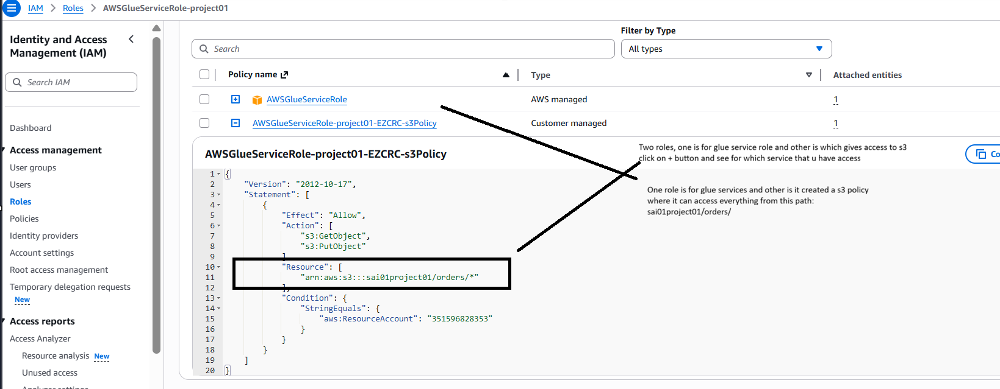 IAM > Roles > AWSGlueServiceRole-project01
Identity and Access
Management (IAM)
Search IAM
Dashboard
Access management
User groups
Users
Roles
Policies
Identity providers
Account settings
Root access management
Temporary delegation requests
New
Access reports
Access Analyzer
Resource analysis New
Unused access
Analyzer settings
Filter by Type
Search
All types
Policy name
Type
Attached entities
AWSGlueServiceRole
AWS managed
1
AWSGlueServiceRole-project01-EZCRC-s3Policy
Customer managed
1
AWSGlueServiceRole-project01-EZCRC-s3Policy
Co
1 {
2 "Version": "2012-10-17",
3 "Statement": [
4 {
5 "Effect": "Allow",
6 "Action": [
7 "s3:GetObject",
8 "s3:PutObject"
9 ]
10 "Resource": [
11 "arn:aws:s3:::sai01project01/orders/*"
12 ],
13 "Condition": {
14 "StringEquals": {
15 "aws:ResourceAccount": "351596828353"
16 }
17 }
18 }
19 ]
20 }
Two roles, one is for glue service role and other is which gives access to s3
click on + button and see for which service that u have access
One role is for glue services and other is it created a s3 policy
where it can access everything from this path:
sai01project01/orders/